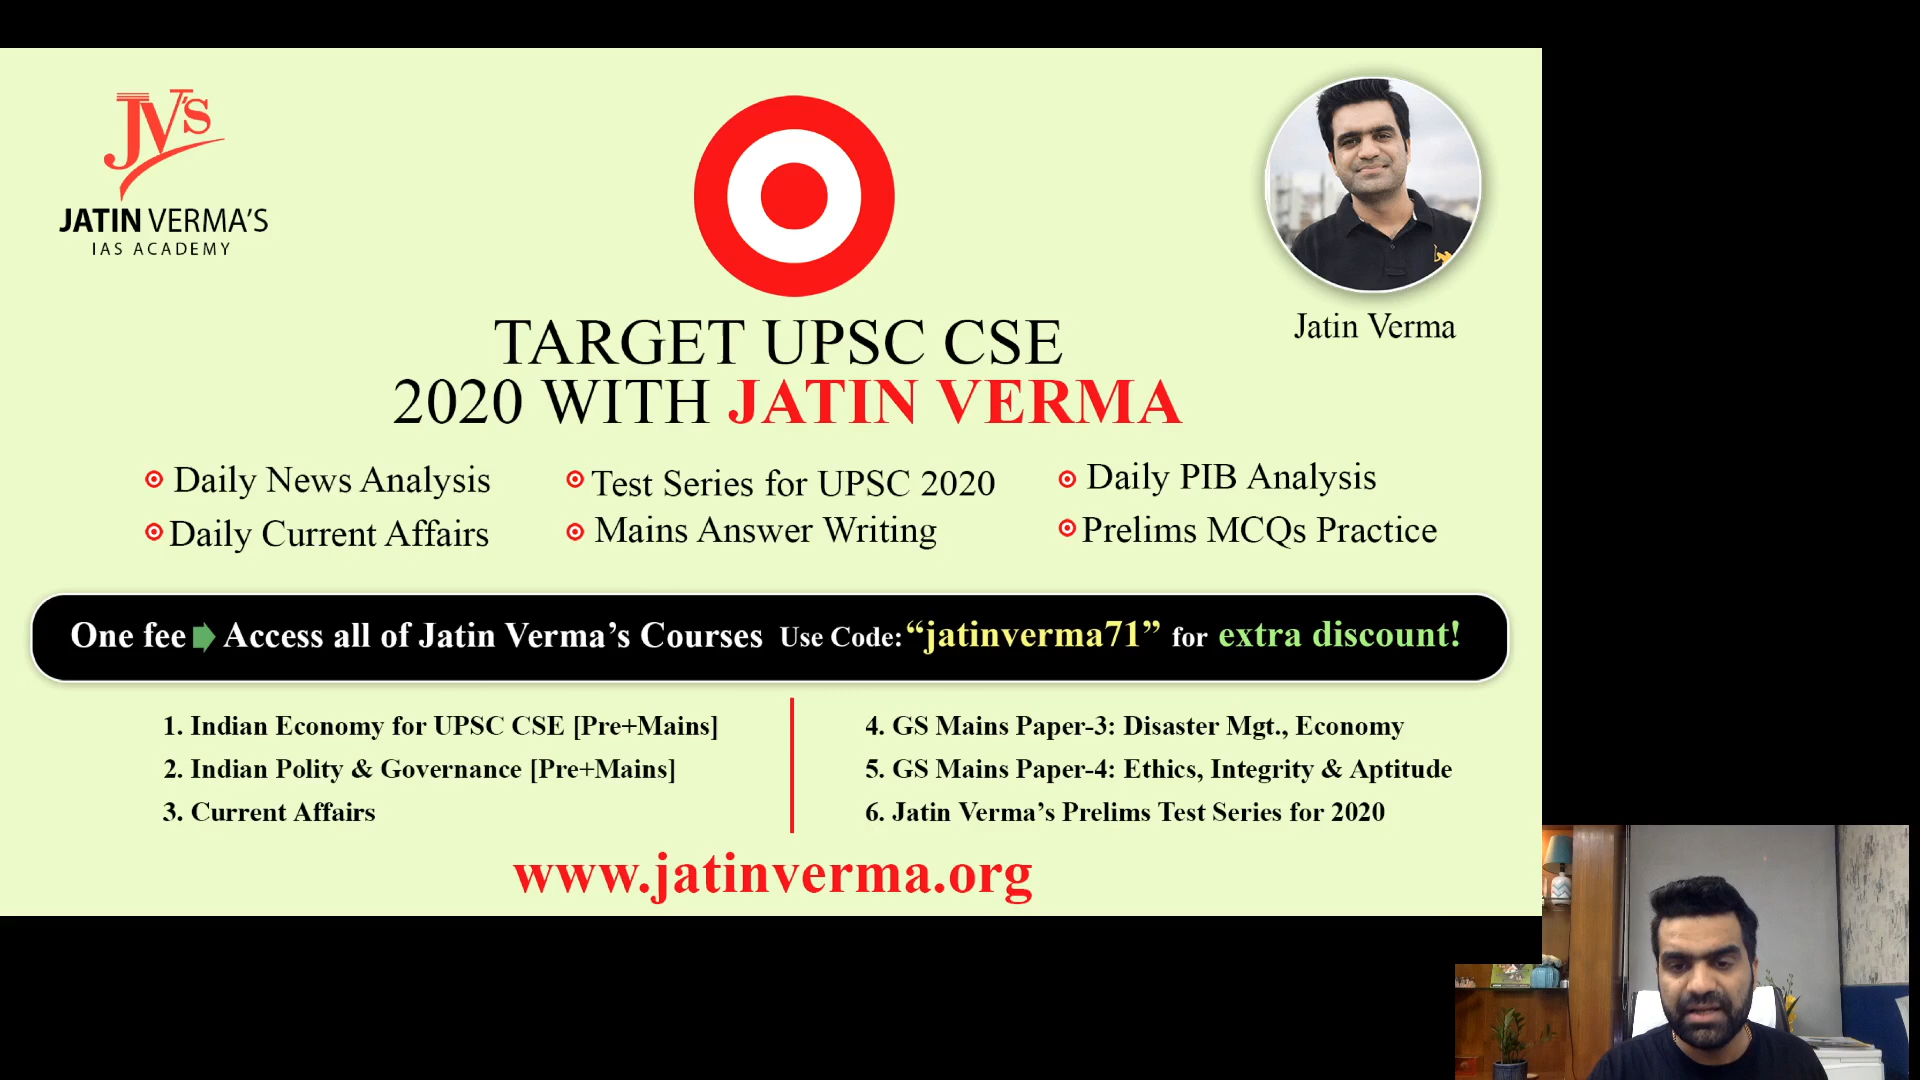 JV's
JATIN VERMA'S
IAS ACADEMY
Jatin Verma
TARGET UPSC CSE
2020 WITH JATIN VERMA
Daily News Analysis
Daily Current Affairs
Test Series for UPSC 2020
Mains Answer Writing
Daily PIB Analysis
Prelims MCQs Practice
One fee Access all of Jatin Verma’s Courses Use Code:“jatinverma71” for extra discount!
1. Indian Economy for UPSC CSE [Pre+Mains]
2. Indian Polity & Governance [Pre+Mains]
3. Current Affairs
4. GS Mains Paper-3: Disaster Mgt., Economy
5. GS Mains Paper-4: Ethics, Integrity & Aptitude
6. Jatin Verma’s Prelims Test Series for 2020
www.jatinverma.org